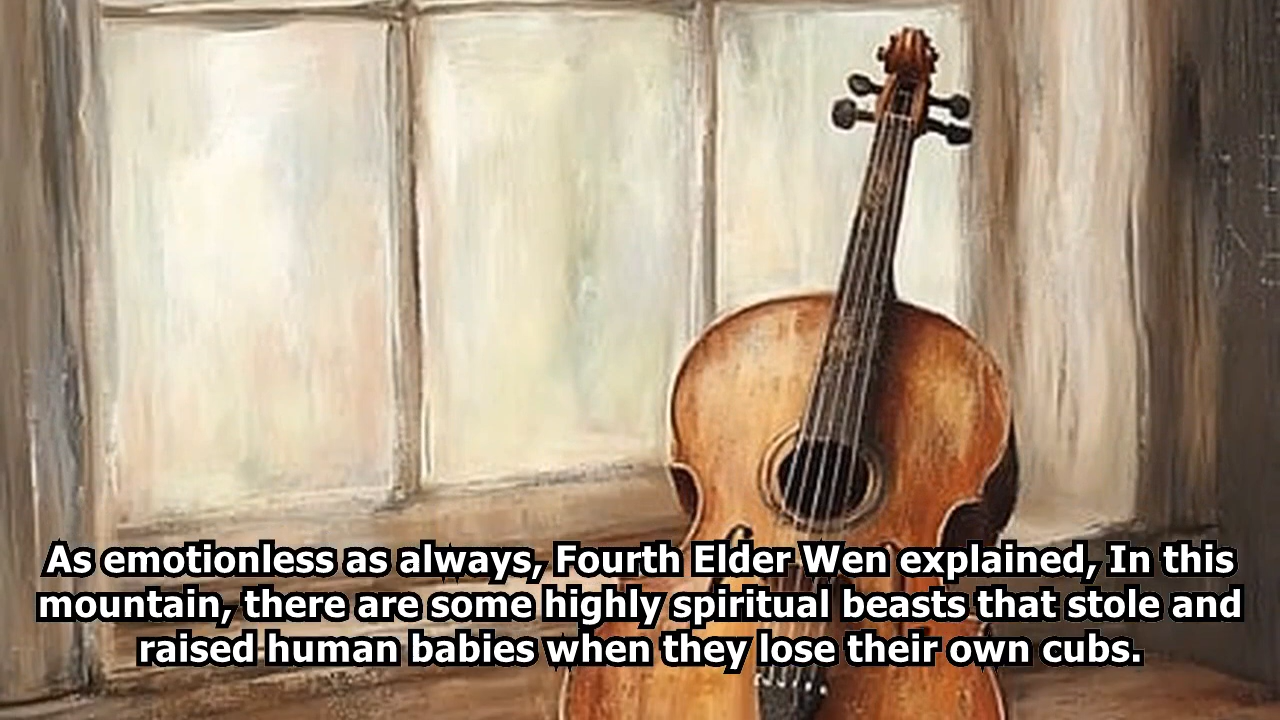 As emotionless as always, Fourth Elder Wen explained, In this
mountain, there are some highly spiritual beasts that stole and
raised human babies when they lose their own cubs.